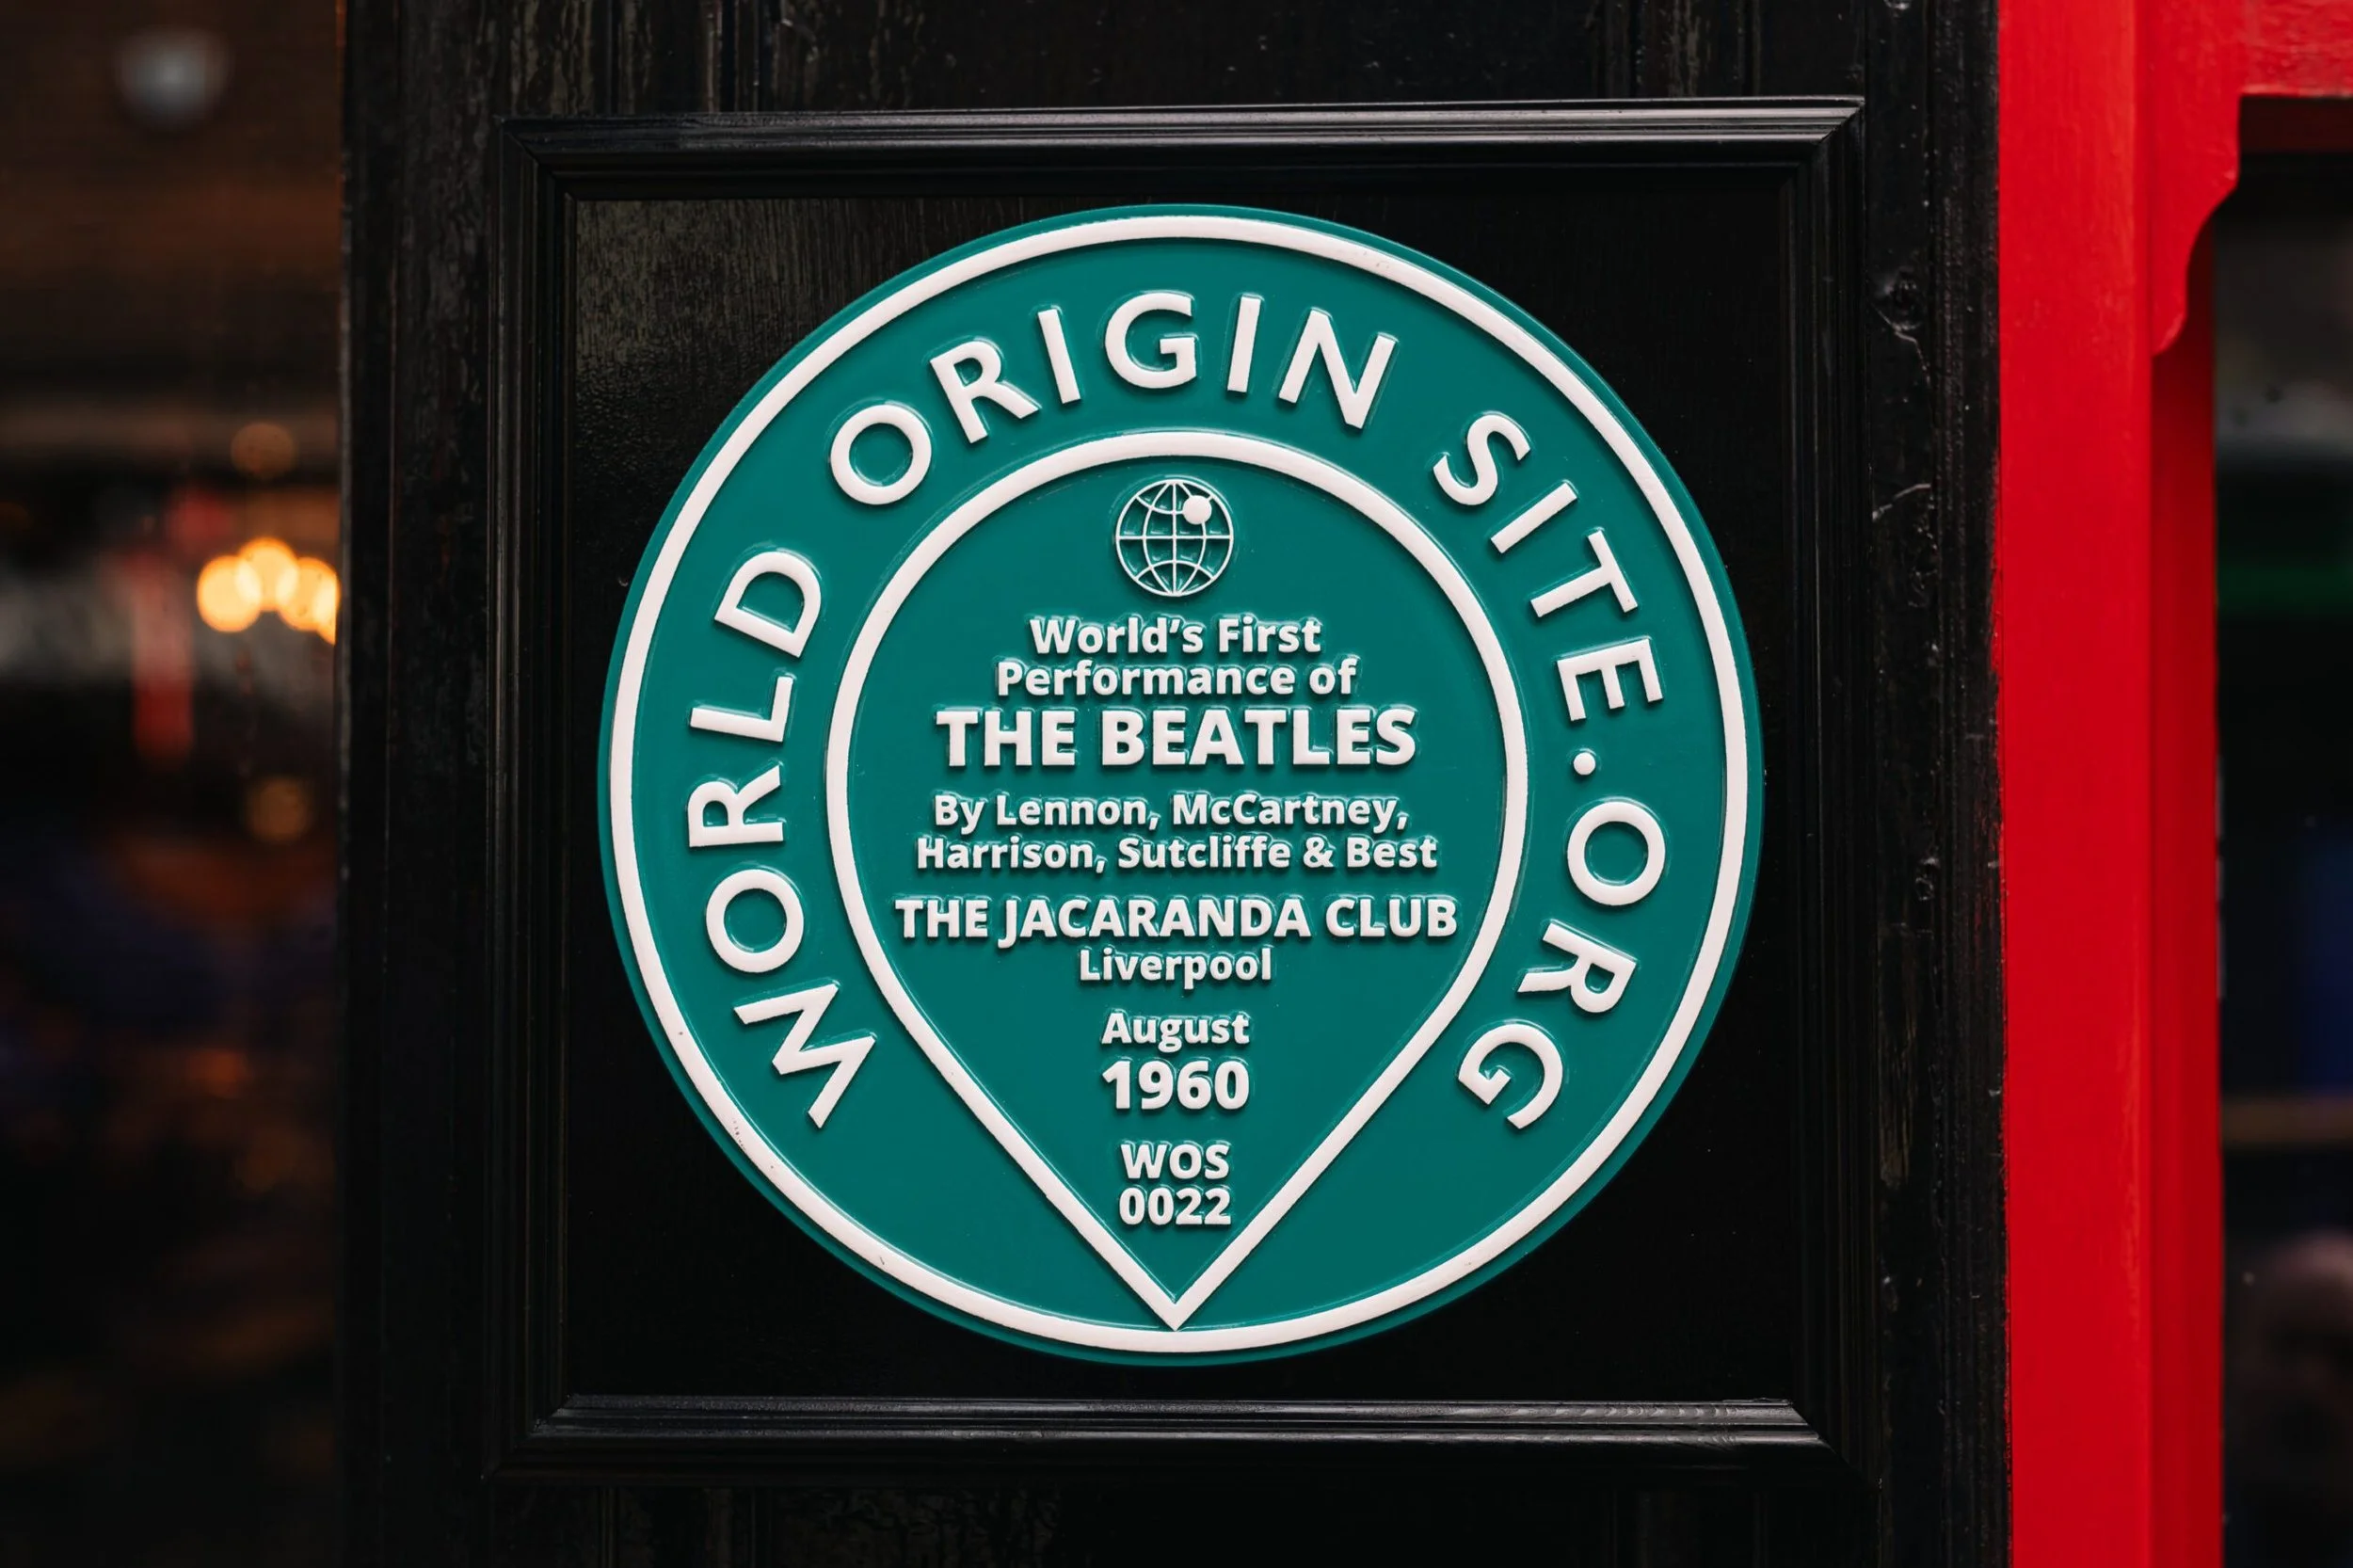 WORLD ORIGIN SITE.ORG
World's First
Performance of
THE BEATLES
By Lennon, McCartney,
Harrison, Sutcliffe & Best
THE JACARANDA CLUB
Liverpool
August
1960
WOS
0022